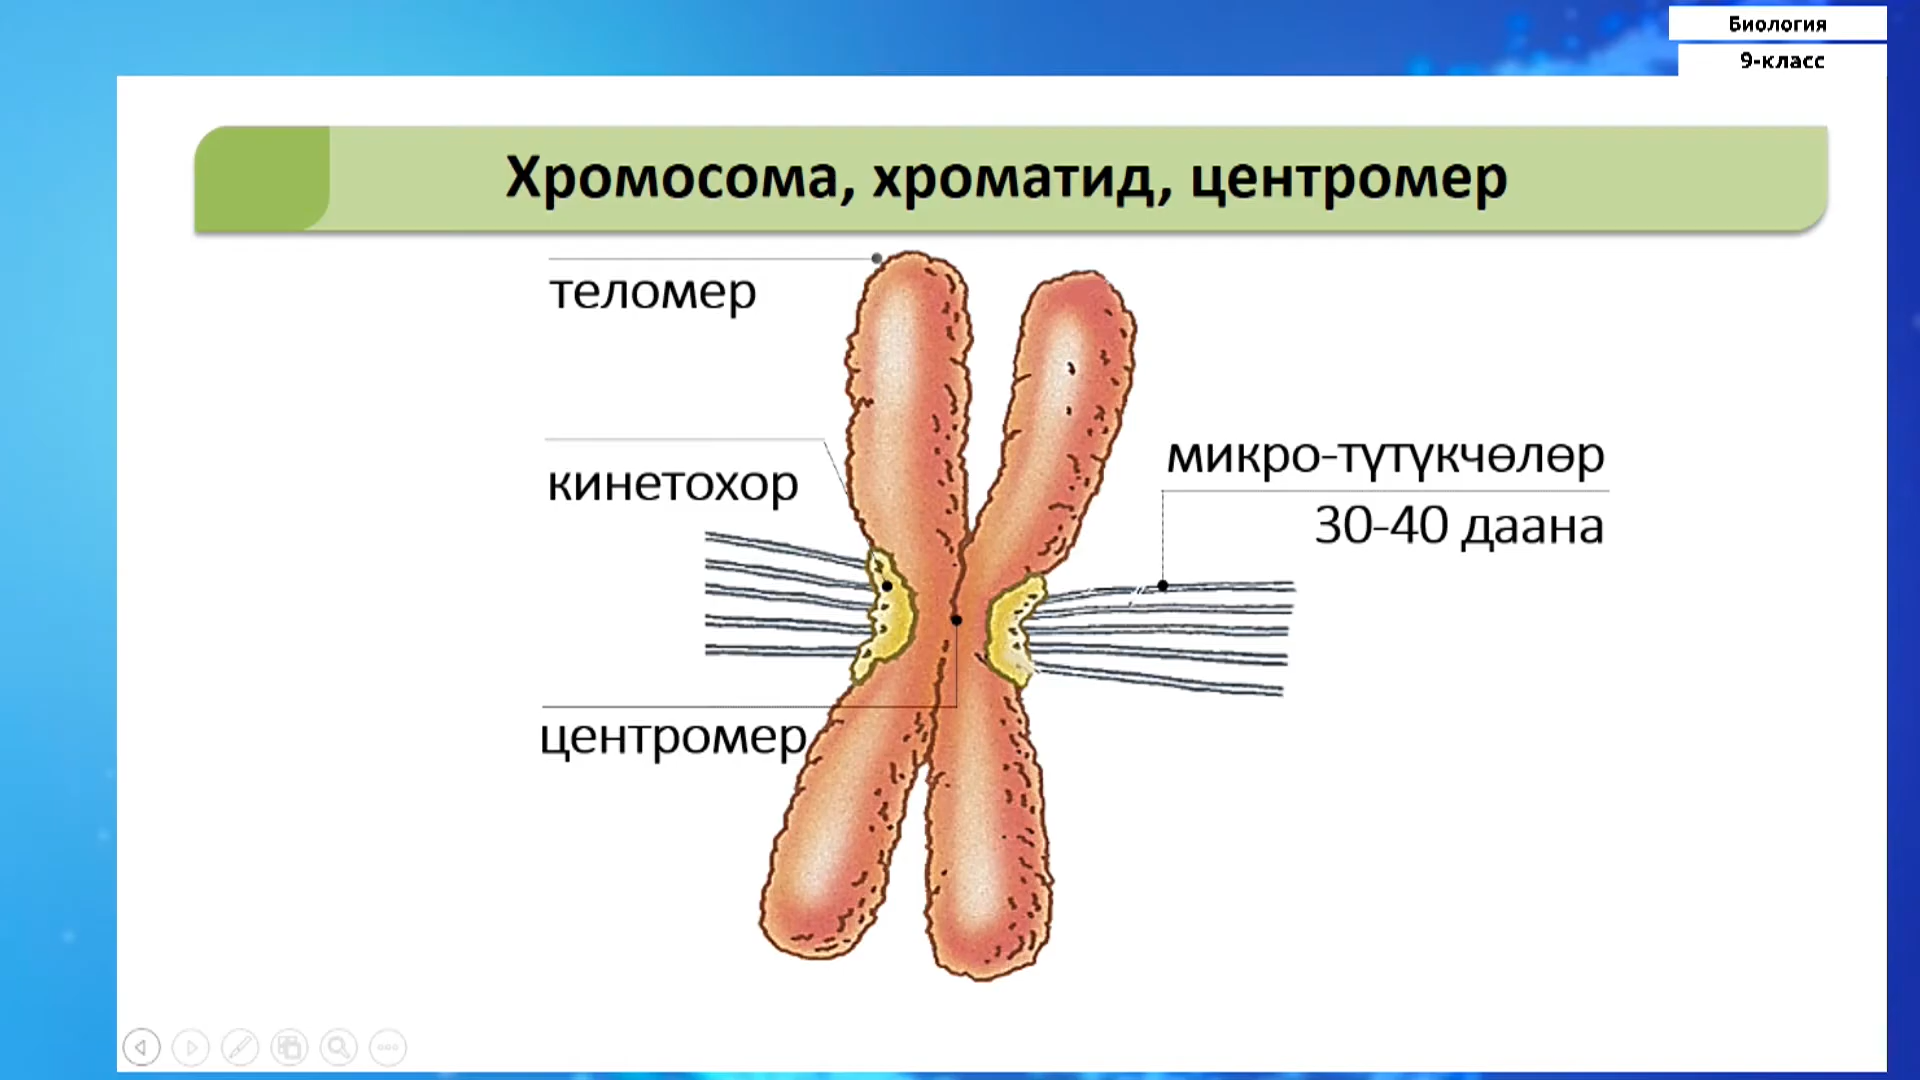 Биология
9-класс
Хромосома, хроматид, центромер
теломер
кинетохор
микро-түтүкчөлөр
30-40 даана
центромер